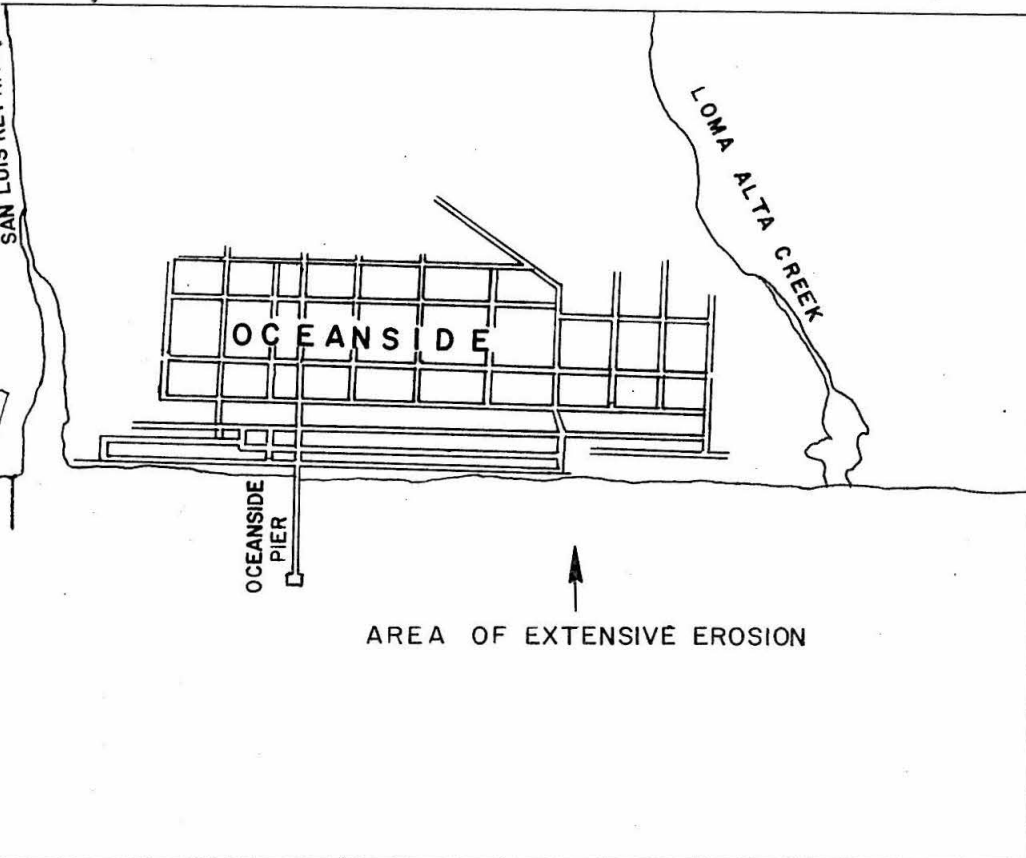 SAN LUIS REY
LOMA ALTA CREEK
OCEANSIDE
OCEANSIDE
PIER
AREA OF EXTENSIVE EROSION